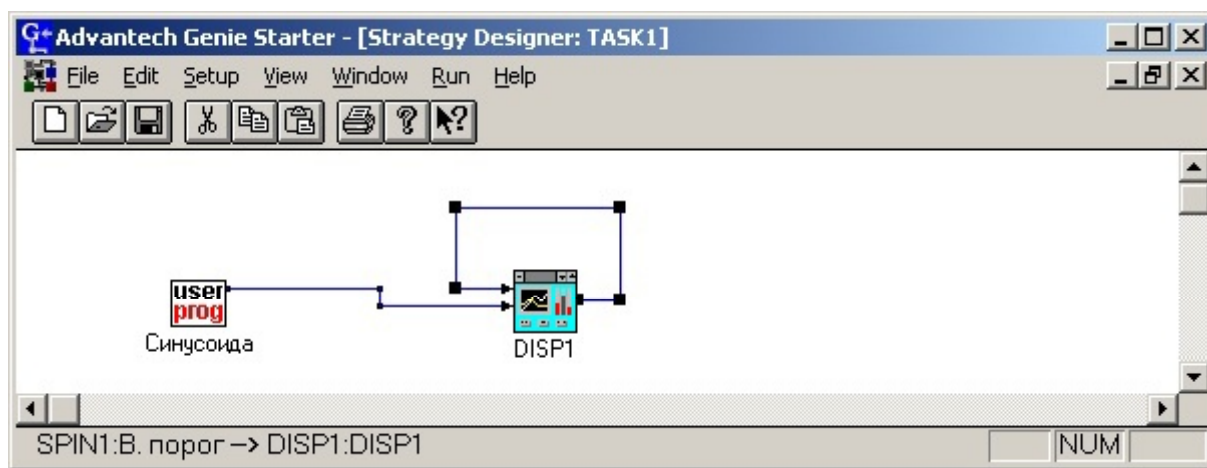 Advantech Genie Starter - [Strategy Designer: TASK1]
File Edit Setup View Window Run Help
user
prog
Синусоида
DISP1
SPIN1:В. порог –> DISP1:DISP1
NUM